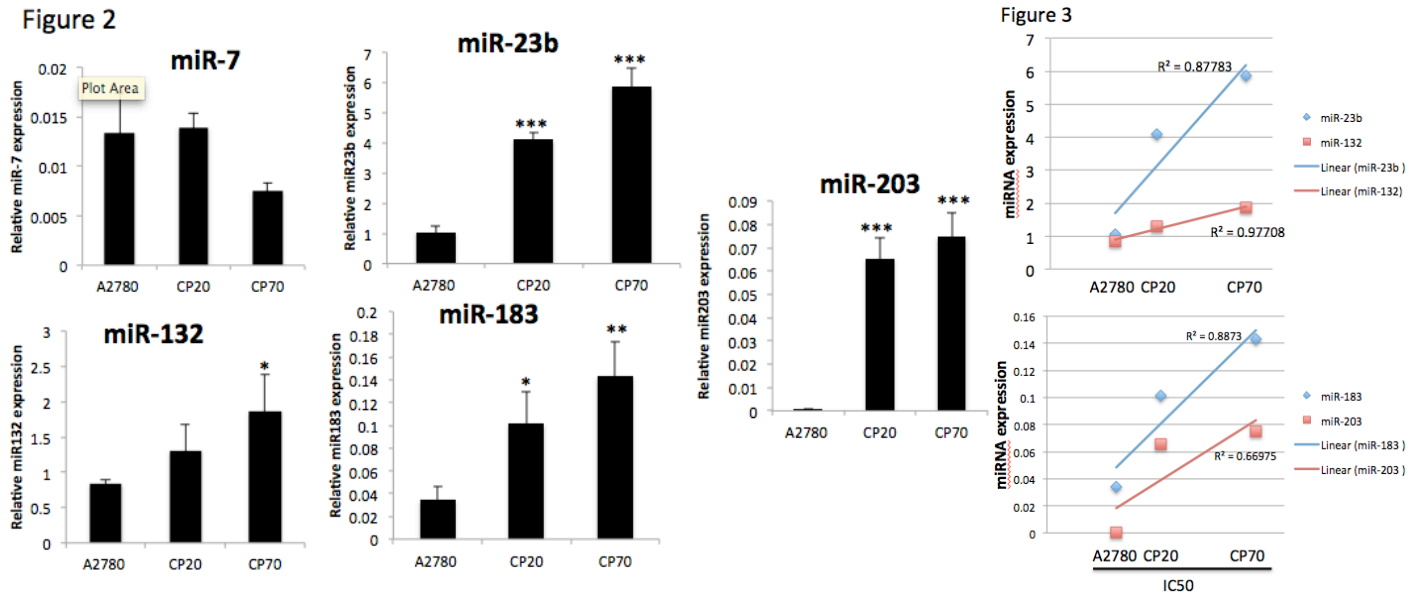 Figure 2
miR-7
Relative miR-7 expression
0.02
0.015
0.01
0.005
0
Plot Area
A2780 CP20 CP70
miR-23b
Relative miR23b expression
7
6
5
4
3
2
1
0
***
***
A2780 CP20 CP70
miR-132
Relative miR132 expression
3
2.5
2
1.5
1
0.5
0
*
A2780 CP20 CP70
miR-183
Relative miR183 expression
0.2
0.18
0.16
0.14
0.12
0.1
0.08
0.06
0.04
0.02
0
*
**
A2780 CP20 CP70
miR-203
Relative miR203 expression
0.09
0.08
0.07
0.06
0.05
0.04
0.03
0.02
0.01
0
***
***
A2780 CP20 CP70
Figure 3
miRNA expression
7
6
5
4
3
2
1
0
R² = 0.87783
R² = 0.97708
A2780 CP20 CP70
miR-23b
miR-132
Linear (miR-23b )
Linear (miR-132)
miRNA expression
0.16
0.14
0.12
0.1
0.08
0.06
0.04
0.02
0
R² = 0.8873
R² = 0.66975
A2780 CP20 CP70
IC50
miR-183
miR-203
Linear (miR-183 )
Linear (miR-203 )